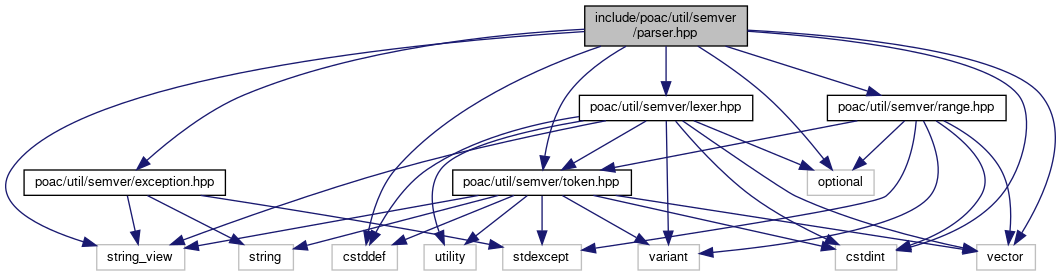 include/poac/util/semver
/parser.hpp
poac/util/semver/lexer.hpp
poac/util/semver/range.hpp
poac/util/semver/exception.hpp
poac/util/semver/token.hpp
optional
string_view
string
cstddef
utility
stdexcept
variant
cstdint
vector